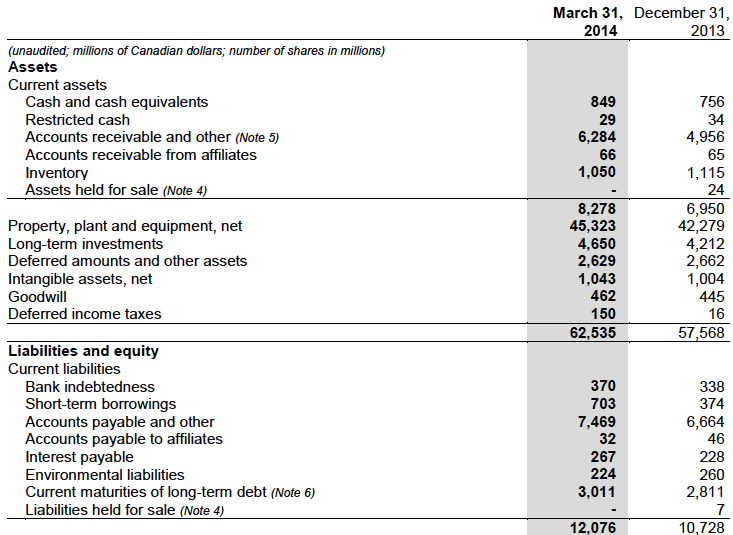 March 31, December 31,
2014 2013
(unaudited; millions of Canadian dollars; number of shares in millions)
Assets
Current assets
Cash and cash equivalents 849 756
Restricted cash 29 34
Accounts receivable and other (Note 5) 6,284 4,956
Accounts receivable from affiliates 66 65
Inventory 1,050 1,115
Assets held for sale (Note 4) - 24
8,278 6,950
Property, plant and equipment, net 45,323 42,279
Long-term investments 4,650 4,212
Deferred amounts and other assets 2,629 2,662
Intangible assets, net 1,043 1,004
Goodwill 462 445
Deferred income taxes 150 16
62,535 57,568
Liabilities and equity
Current liabilities
Bank indebtedness 370 338
Short-term borrowings 703 374
Accounts payable and other 7,469 6,664
Accounts payable to affiliates 32 46
Interest payable 267 228
Environmental liabilities 224 260
Current maturities of long-term debt (Note 6) 3,011 2,811
Liabilities held for sale (Note 4) - 7
12,076 10,728